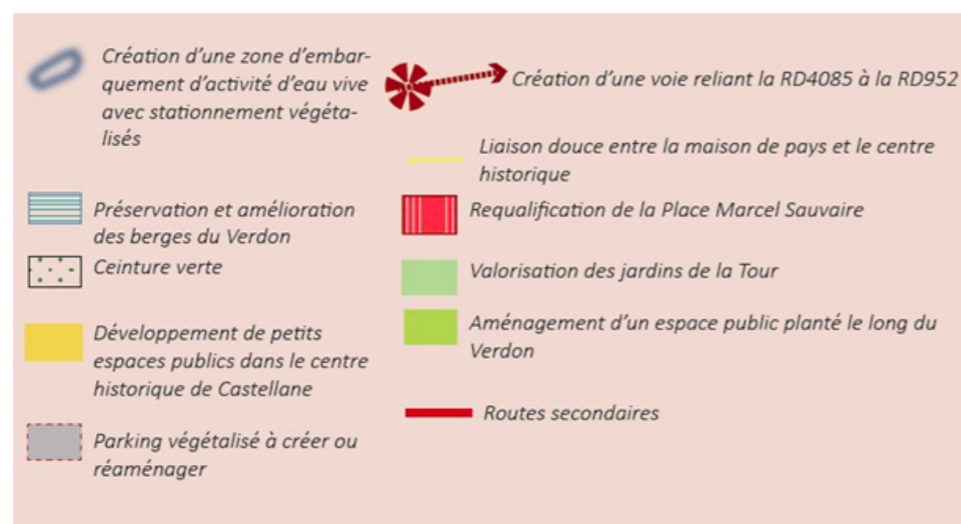 Création d'une zone d'embar-
quement d'activité d'eau vive
avec stationnement végéta-
lisés
Préservation et amélioration
des berges du Verdon
Ceinture verte
Développement de petits
espaces publics dans le centre
historique de Castellane
Parking végétalisé à créer ou
réaménager
Création d'une voie reliant la RD4085 à la RD952
Liaison douce entre la maison de pays et le centre
historique
Requalification de la Place Marcel Sauvaire
Valorisation des jardins de la Tour
Aménagement d'un espace public planté le long du
Verdon
Routes secondaires